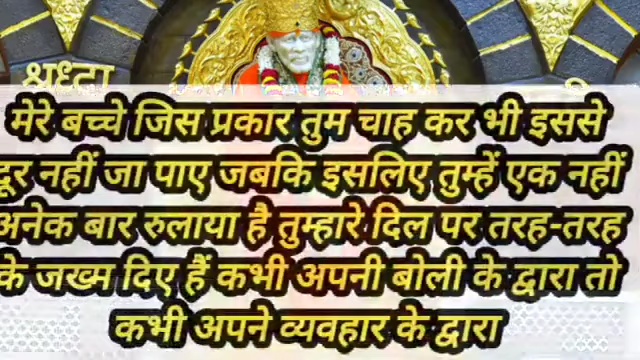 श्रध्दा
मेरे बच्चे जिस प्रकार तुम चाह कर भी इससे
दूर नहीं जा पाए जबकि इसलिए तुम्हें एक नहीं
अनेक बार रुलाया है तुम्हारे दिल पर तरह-तरह
के जख्म दिए हैं कभी अपनी बोली के द्वारा तो
कभी अपने व्यवहार के द्वारा